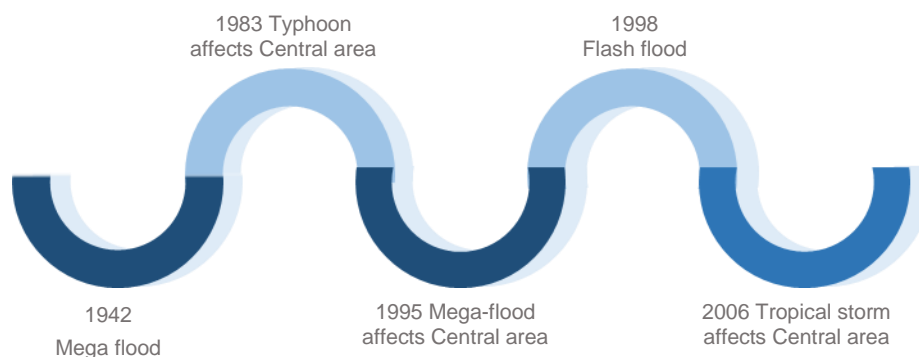 1942
Mega flood
1983 Typhoon
affects Central area
1995 Mega-flood
affects Central area
1998
Flash flood
2006 Tropical storm
affects Central area